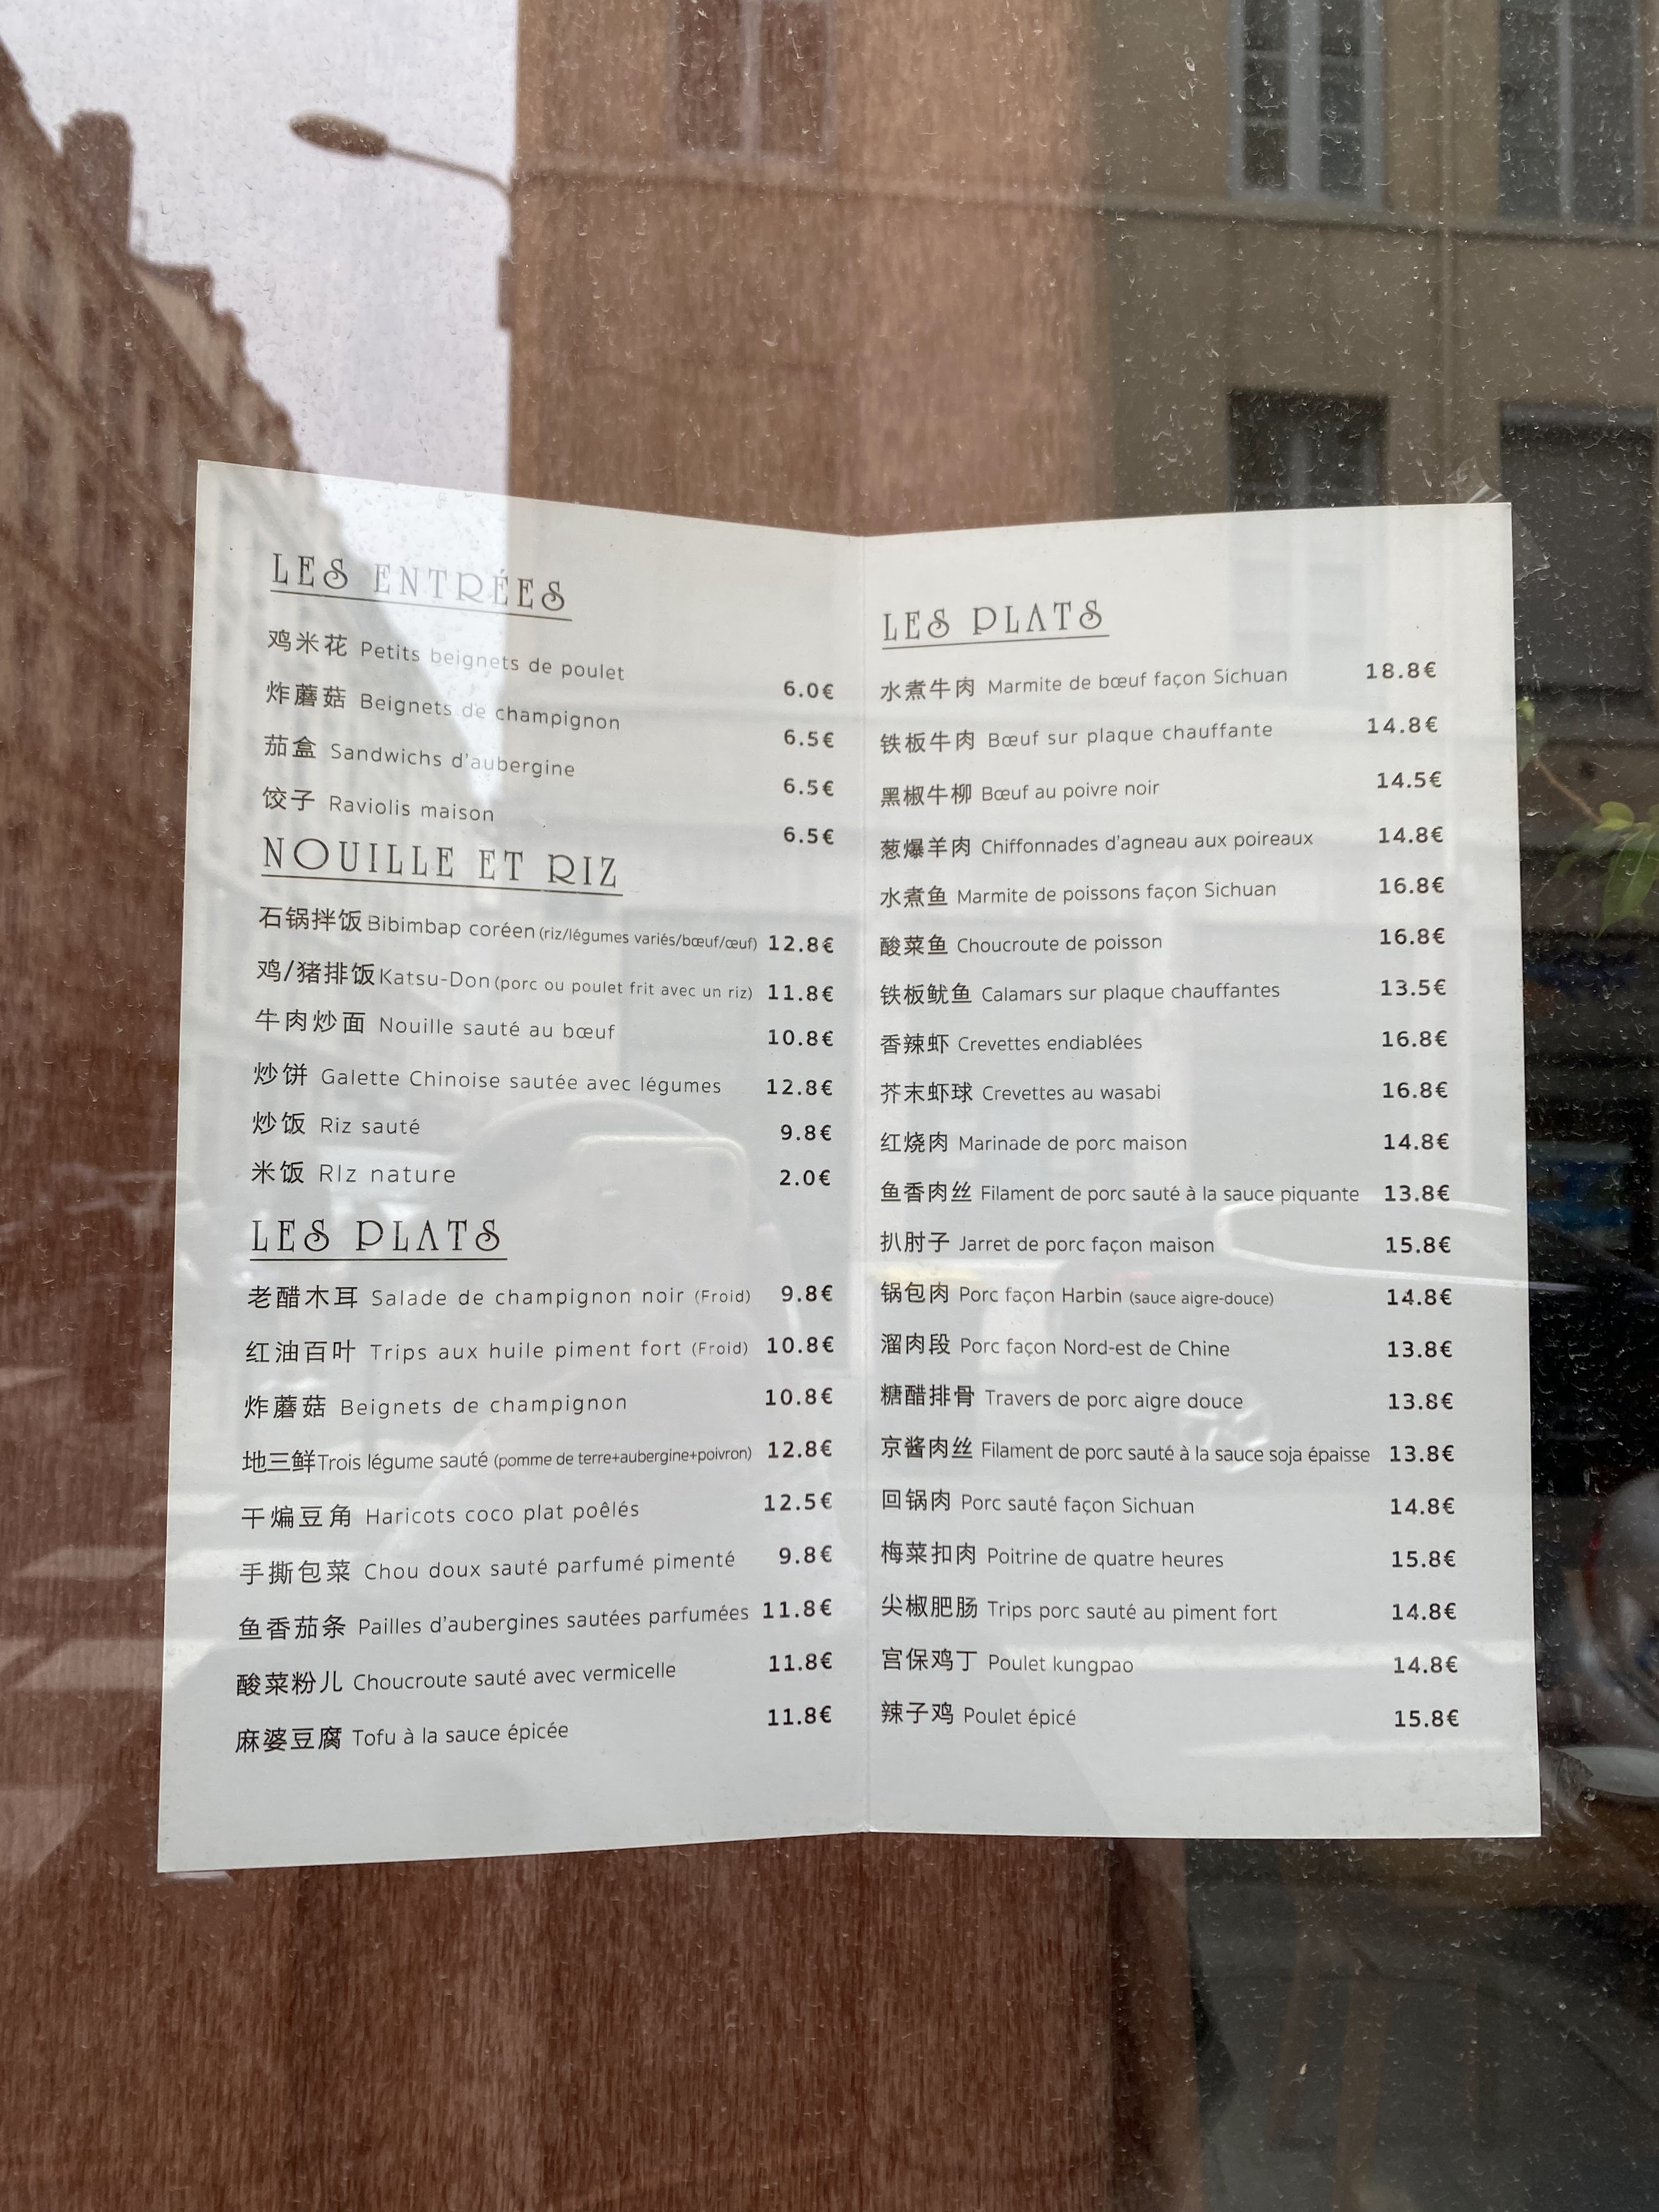 LES ENTRÉES
鸡米花 Petits beignets de poulet 6.0€
炸蘑菇 Beignets de champignon 6.5€
茄盒 Sandwichs d'aubergine 6.5€
饺子 Raviolis maison 6.5€
NOUILLE ET RIZ
石锅拌饭 Bibimbap coréen (riz/légumes variés/bœuf/œuf) 12.8€
鸡/猪排饭 Katsu-Don (porc ou poulet frit avec un riz) 11.8€
牛肉炒面 Nouille sauté au bœuf 10.8€
炒饼 Galette Chinoise sautée avec légumes 12.8€
炒饭 Riz sauté 9.8€
米饭 RIz nature 2.0€
LES PLATS
老醋木耳 Salade de champignon noir (Froid) 9.8€
红油百叶 Trips aux huile piment fort (Froid) 10.8€
炸蘑菇 Beignets de champignon 10.8€
地三鲜 Trois légume sauté (pomme de terre+aubergine+poivron) 12.8€
干煸豆角 Haricots coco plat poêlés 12.5€
手撕包菜 Chou doux sauté parfumé pimenté 9.8€
鱼香茄条 Pailles d'aubergines sautées parfumées 11.8€
酸菜粉儿 Choucroute sauté avec vermicelle 11.8€
麻婆豆腐 Tofu à la sauce épicée 11.8€
LES PLATS
水煮牛肉 Marmite de bœuf façon Sichuan 18.8€
铁板牛肉 Bœuf sur plaque chauffante 14.8€
黑椒牛柳 Bœuf au poivre noir 14.5€
葱爆羊肉 Chiffonnades d'agneau aux poireaux 14.8€
水煮鱼 Marmite de poissons façon Sichuan 16.8€
酸菜鱼 Choucroute de poisson 16.8€
铁板鱿鱼 Calamars sur plaque chauffantes 13.5€
香辣虾 Crevettes endiablées 16.8€
芥末虾球 Crevettes au wasabi 16.8€
红烧肉 Marinade de porc maison 14.8€
鱼香肉丝 Filament de porc sauté à la sauce piquante 13.8€
扒肘子 Jarret de porc façon maison 15.8€
锅包肉 Porc façon Harbin (sauce aigre-douce) 14.8€
溜肉段 Porc façon Nord-est de Chine 13.8€
糖醋排骨 Travers de porc aigre douce 13.8€
京酱肉丝 Filament de porc sauté à la sauce soja épaisse 13.8€
回锅肉 Porc sauté façon Sichuan 14.8€
梅菜扣肉 Poitrine de quatre heures 15.8€
尖椒肥肠 Trips porc sauté au piment fort 14.8€
宫保鸡丁 Poulet kungpao 14.8€
辣子鸡 Poulet épicé 15.8€